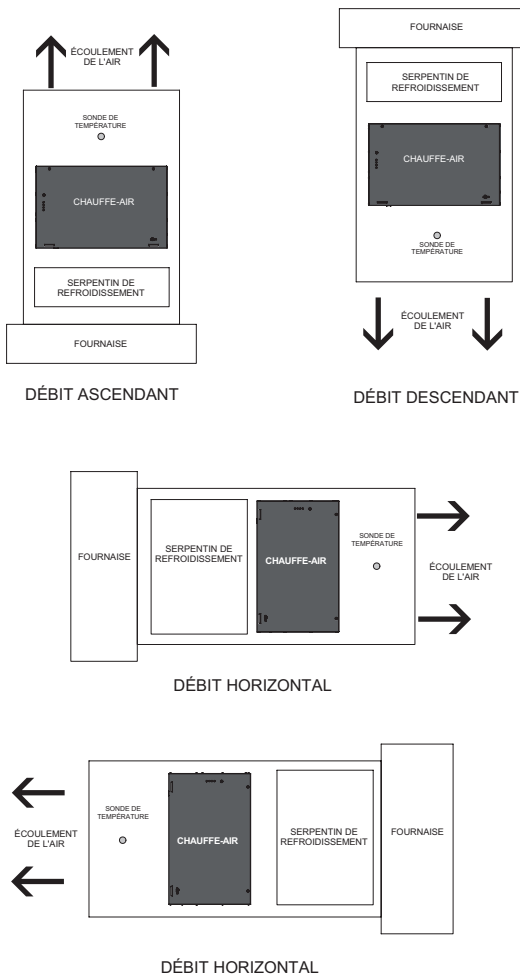 ÉCOULEMENT
DE L'AIR
SONDE DE
TEMPÉRATURE
CHAUFFE-AIR
SERPENTIN DE
REFROIDISSEMENT
FOURNAISE
DÉBIT ASCENDANT
FOURNAISE
SERPENTIN DE
REFROIDISSEMENT
CHAUFFE-AIR
SONDE DE
TEMPÉRATURE
ÉCOULEMENT
DE L'AIR
DÉBIT DESCENDANT
FOURNAISE
SERPENTIN DE
REFROIDISSEMENT
CHAUFFE-AIR
SONDE DE
TEMPÉRATURE
ÉCOULEMENT
DE L'AIR
DÉBIT HORIZONTAL
ÉCOULEMENT
DE L'AIR
SONDE DE
TEMPÉRATURE
CHAUFFE-AIR
SERPENTIN DE
REFROIDISSEMENT
FOURNAISE
DÉBIT HORIZONTAL